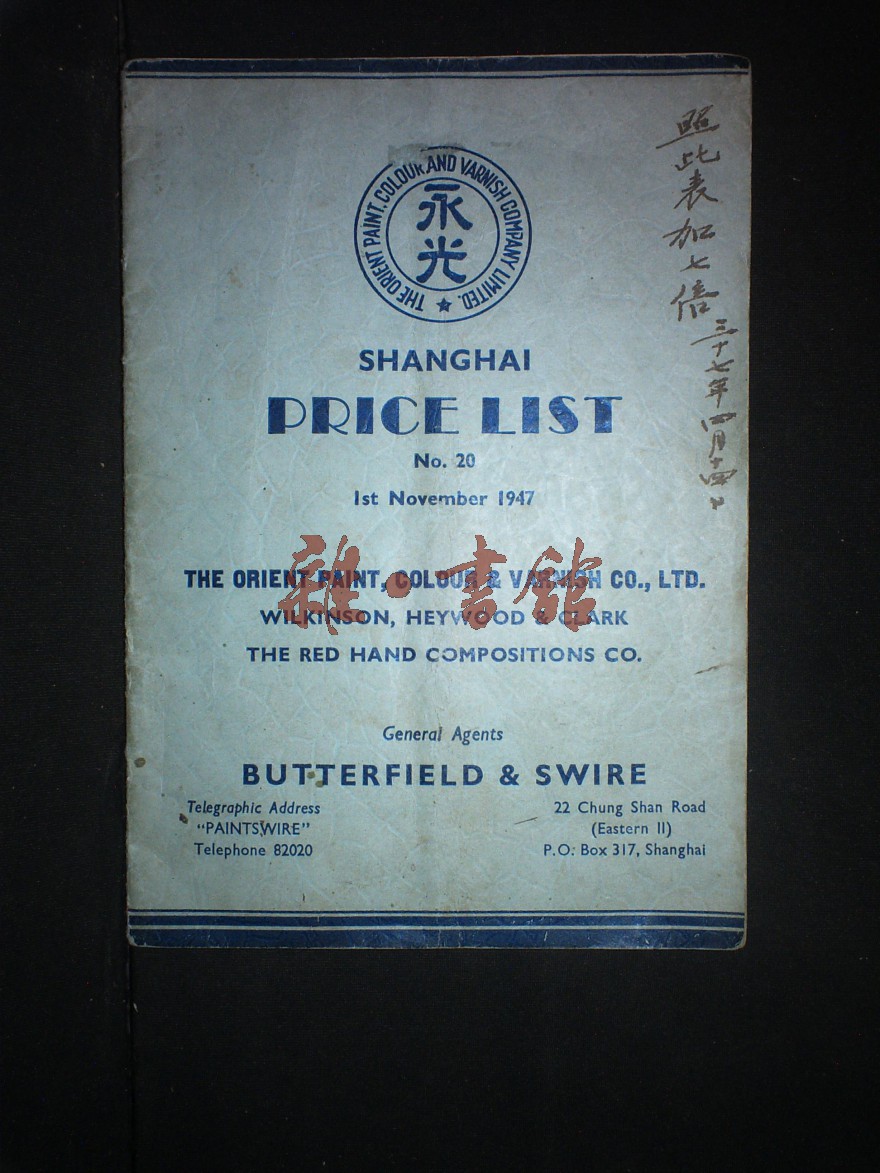 THE ORIENT PAINT, COLOUR AND VARNISH COMPANY LIMITED.
永光
照此表加七倍
三十七年四月十四
SHANGHAI
PRICE LIST
No. 20
1st November 1947
雜·書館
THE ORIENT PAINT, COLOUR & VARNISH CO., LTD.
WILKINSON, HEYWOOD & CLARK
THE RED HAND COMPOSITIONS CO.
General Agents
BUTTERFIELD & SWIRE
Telegraphic Address
"PAINTSWIRE"
Telephone 82020
22 Chung Shan Road
(Eastern II)
P.O. Box 317, Shanghai